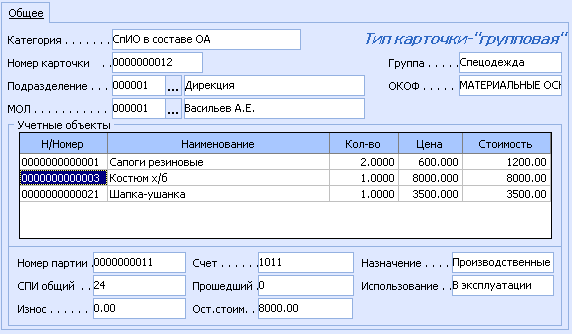 Общее
Категория . . . . . . . СпИО в составе ОА Тип карточки-"групповая"
Номер карточки . . . . 0000000012 Группа . . . . . Спецодежда
Подразделение . . . . 000001 ... Дирекция ОКОФ . . . . . МАТЕРИАЛЬНЫЕ ОСН
МОЛ . . . . . . . . . . . 000001 ... Васильев А.Е.
Учетные объекты
Н/Номер Наименование Кол-во Цена Стоимость
0000000000001 Сапоги резиновые 2.0000 600.000 1200.00
0000000000003 Костюм х/б 1.0000 8000.000 8000.00
0000000000021 Шапка-ушанка 1.0000 3500.000 3500.00
Номер партии . 0000000011 Счет . . . . . . 1011 Назначение . . . . Производственные
СПИ общий . . 24 Прошедший . 0 Использование . . В эксплуатации
Износ . . . . . . 0.00 Ост.стоим. . 8000.00